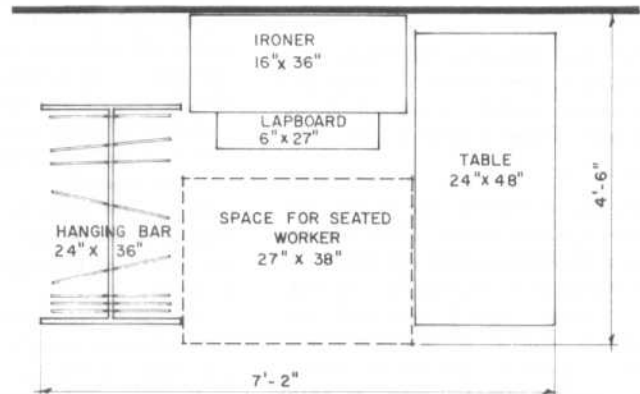 IRONER
16"x 36"
LAPBOARD
6"x 27"
TABLE
24"x 48"
4'-6"
SPACE FOR SEATED
WORKER
27" x 38"
HANGING BAR
24"x 36"
7'-2"